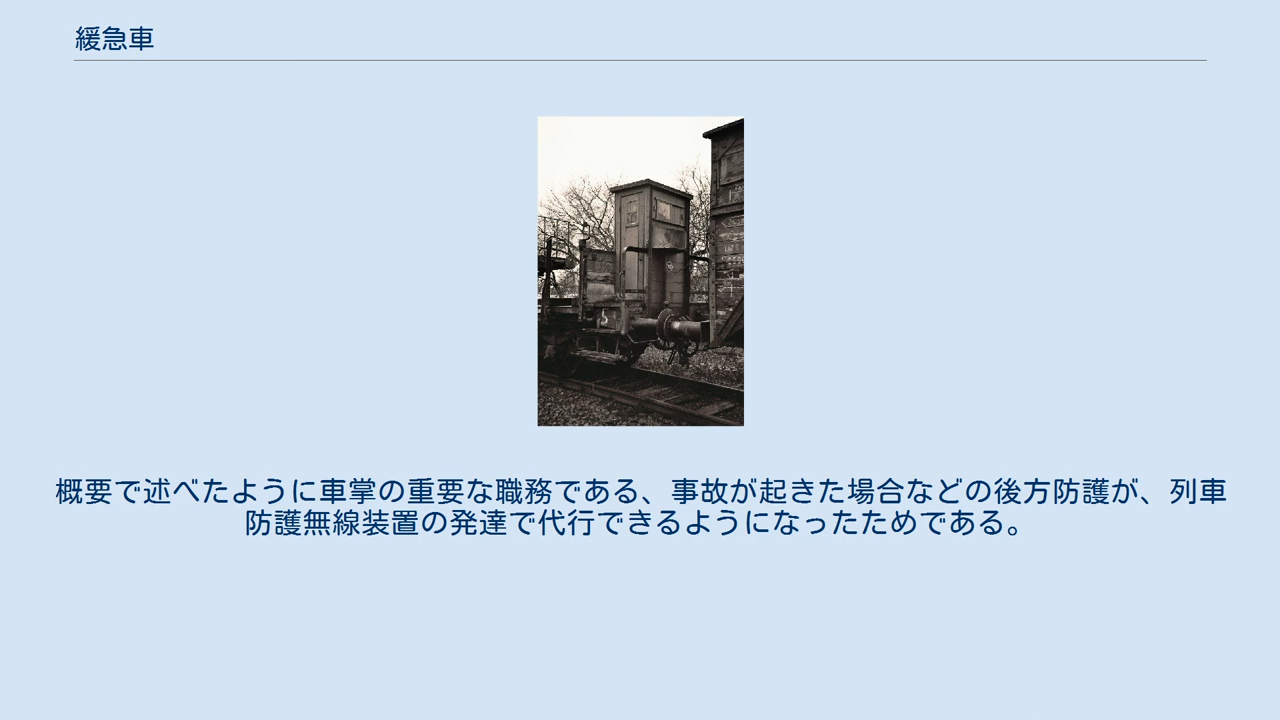 緩急車
概要で述べたように車掌の重要な職務である、事故が起きた場合などの後方防護が、列車
防護無線装置の発達で代行できるようになったためである。